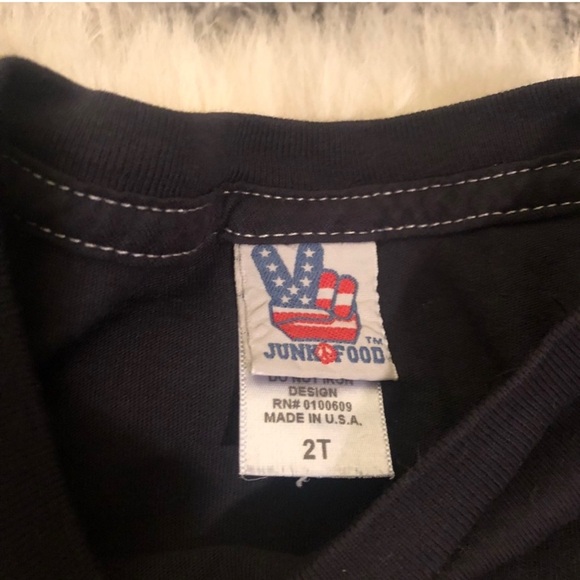 JUNK FOOD TM
DO NOT IRON
DESIGN
RN# 0100609
MADE IN U.S.A.
2T